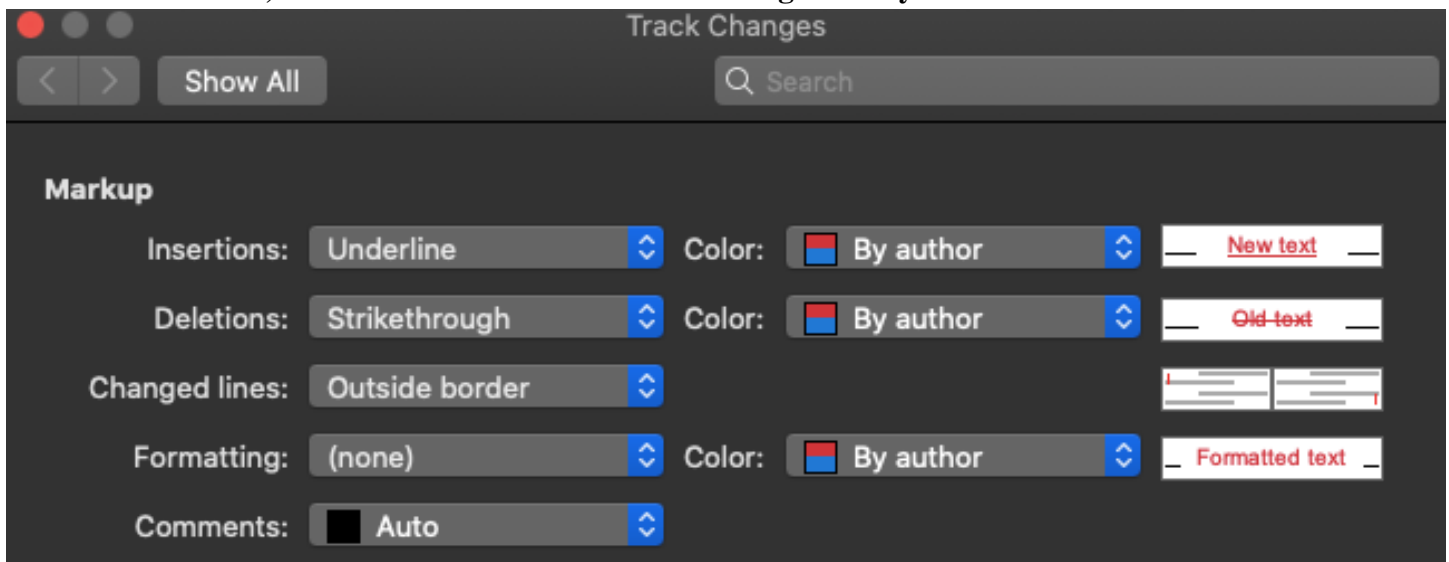 Track Changes
< > Show All Search
Markup
Insertions: Underline Color: By author New text
Deletions: Strikethrough Color: By author Old text
Changed lines: Outside border
Formatting: (none) Color: By author Formatted text
Comments: Auto